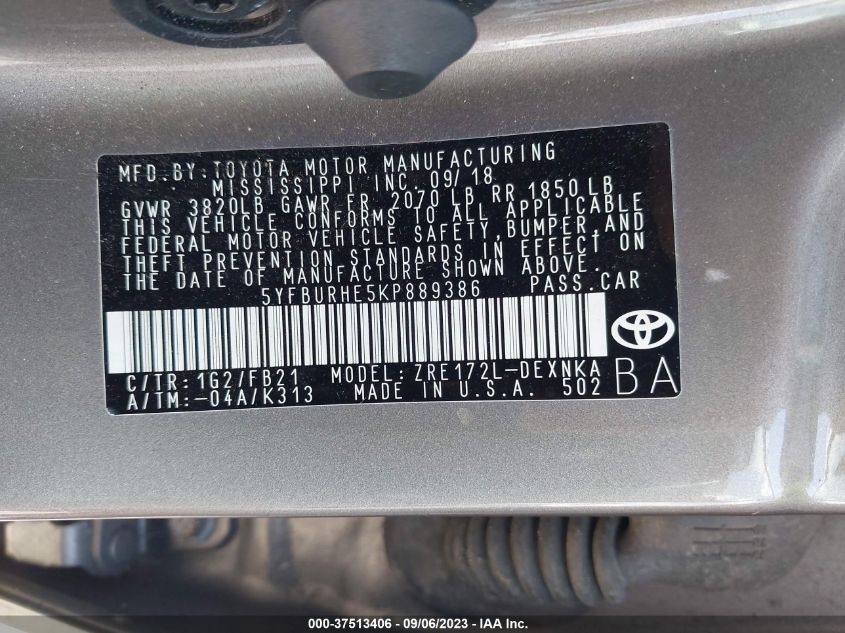 MFD. BY: TOYOTA MOTOR MANUFACTURING
MISSISSIPPI INC. 09/18
GVWR 3820LB GAWR FR. 2070 LB RR 1850 LB
THIS VEHICLE CONFORMS TO ALL APPLICABLE
FEDERAL MOTOR VEHICLE SAFETY, BUMPER, AND
THEFT PREVENTION STANDARDS IN EFFECT ON
THE DATE OF MANUFACTURE SHOWN ABOVE.
5YFBURHE5KP889386 PASS. CAR
C/TR: 1G2/FB21 MODEL: ZRE172L-DEXNKA
A/TM:-04A/K313 MADE IN U.S.A. 502
BA
000-37513406 - 09/06/2023 - IAA Inc.